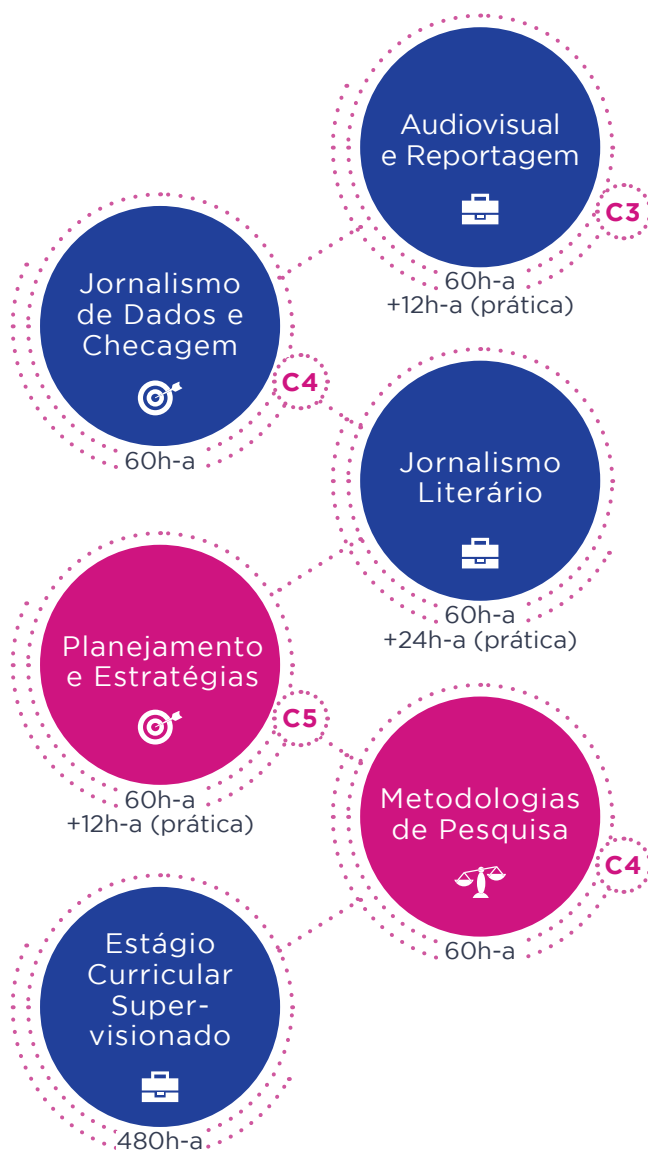 Audiovisual
e Reportagem
C3
60h-a
+12h-a (prática)
Jornalismo
de Dados e
Checagem
C4
60h-a
Jornalismo
Literário
60h-a
+24h-a (prática)
Planejamento
e Estratégias
C5
60h-a
+12h-a (prática)
Metodologias
de Pesquisa
C4
60h-a
Estágio
Curricular
Super-
visionado
480h-a